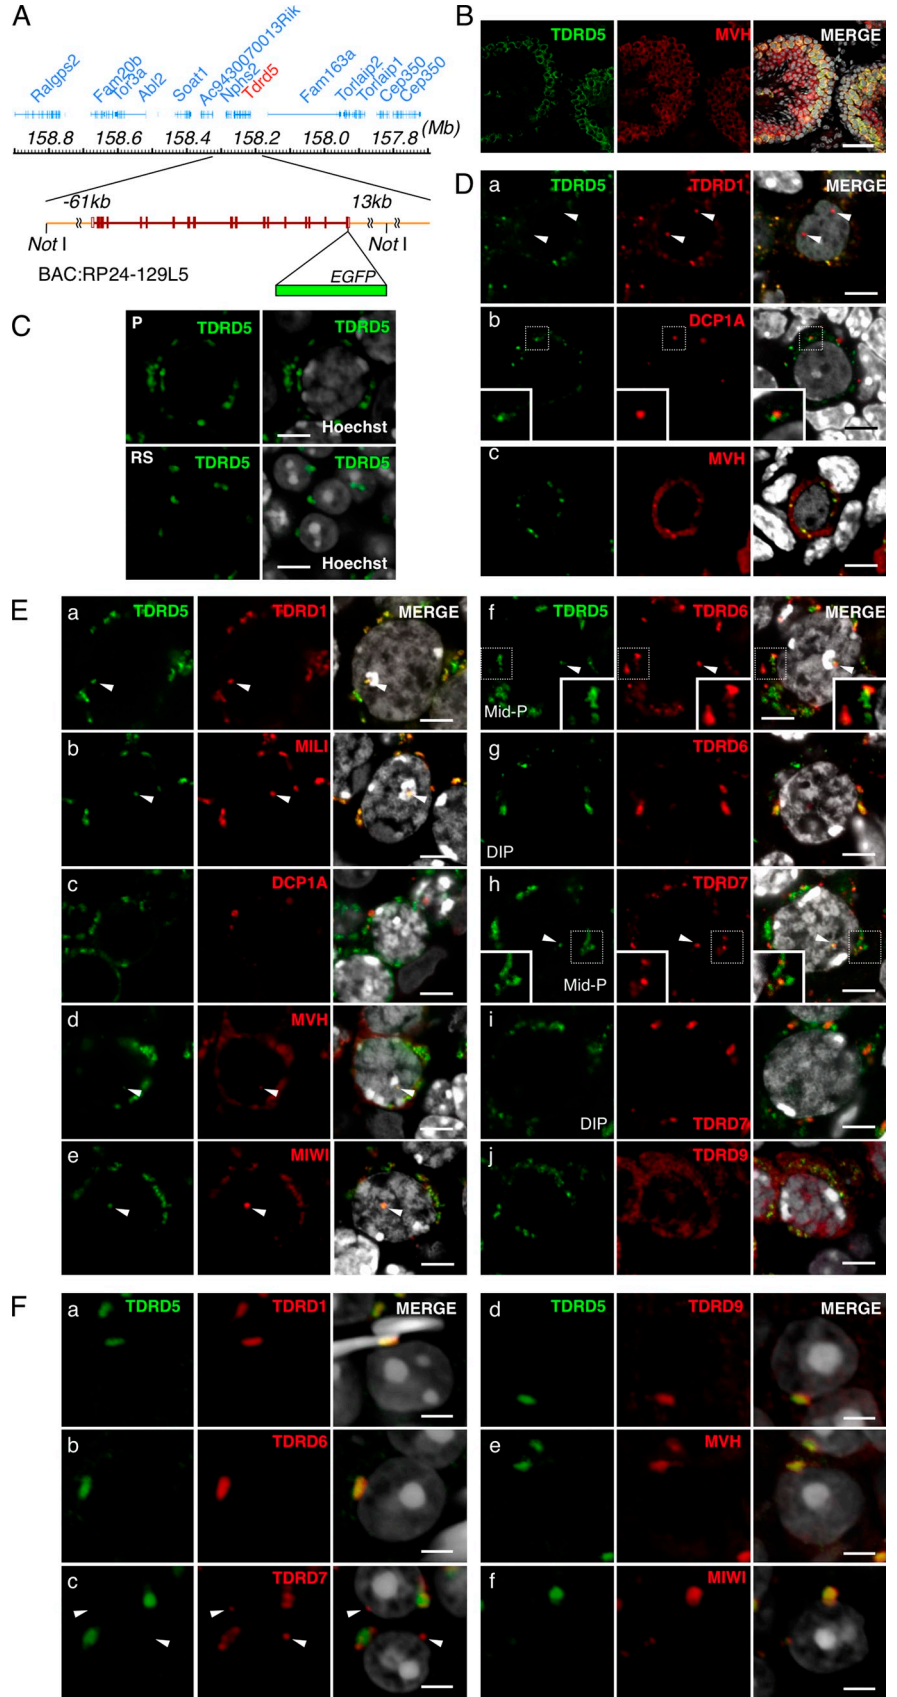 A
Ralgps2
Fam20b
Tor3a
Abl2
Soat1
Ac9430070013Rik
Nphs2
Tdrd5
Fam163a
Torlaip2
Torlaip1
Cep350
Cep350
158.8 158.6 158.4 158.2 158.0 157.8 (Mb)
-61kb 13kb
Not I Not I
BAC:RP24-129L5
EGFP
B
TDRD5 MVH MERGE
C
P TDRD5 TDRD5
Hoechst
RS TDRD5 TDRD5
Hoechst
D
a TDRD5 TDRD1 MERGE
b DCP1A
c MVH
E
a TDRD5 TDRD1 MERGE
b MILI
c DCP1A
d MVH
e MIWI
f TDRD5 TDRD6 MERGE
Mid-P
g TDRD6
DIP
h TDRD7
Mid-P
i
DIP TDRD7
j TDRD9
F
a TDRD5 TDRD1 MERGE
b TDRD6
c TDRD7
d TDRD5 TDRD9 MERGE
e MVH
f MIWI